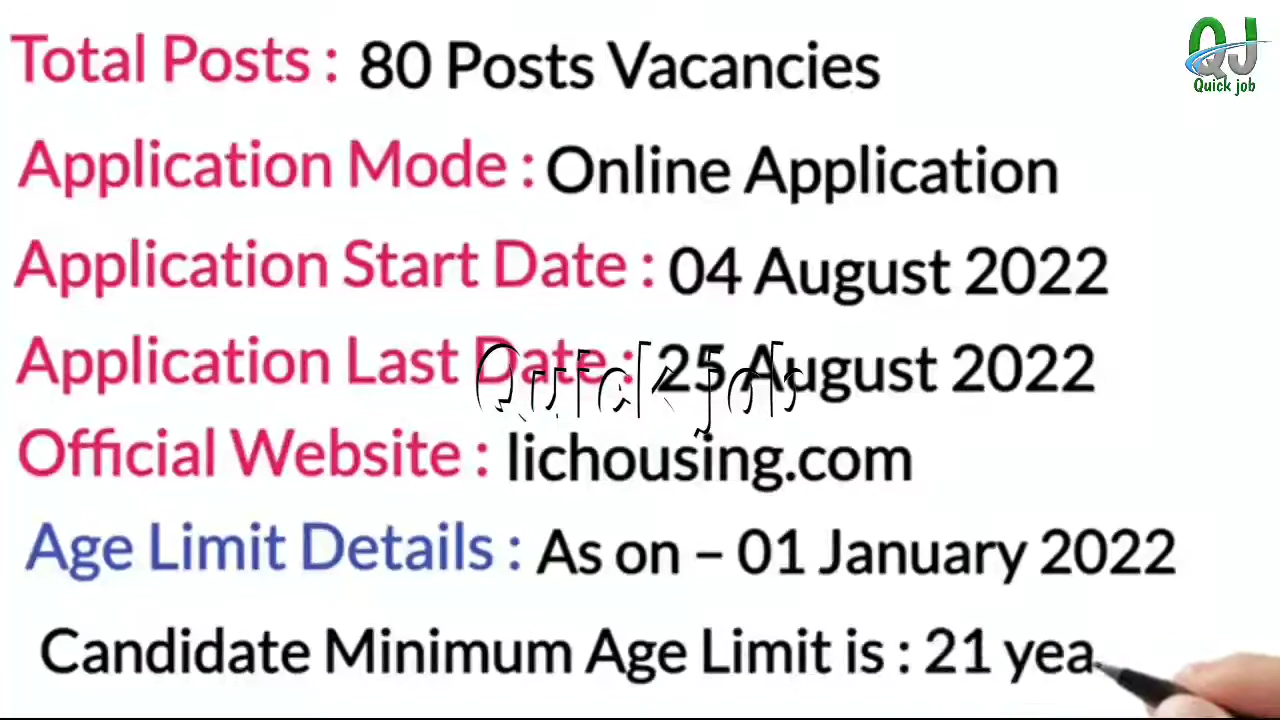 Total Posts : 80 Posts Vacancies
QJ
Quick job
Application Mode : Online Application
Application Start Date : 04 August 2022
Application Last Date : 25 August 2022
Quick job
Official Website : lichousing.com
Age Limit Details : As on – 01 January 2022
Candidate Minimum Age Limit is : 21 yea